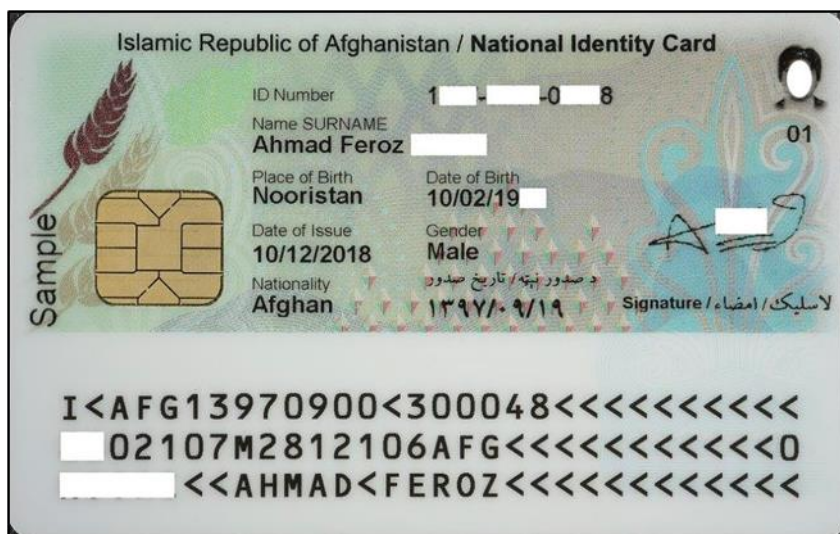 Islamic Republic of Afghanistan / National Identity Card
ID Number 1 - -0 8
Name SURNAME
Ahmad Feroz
01
Place of Birth Date of Birth
Nooristan 10/02/19
Date of Issue Gender
10/12/2018 Male
Nationality د صدور نېټه/ تاریخ صدور
Afghan ۱۳۹۷/۰۹/۱۹
Signature / لاسلیک / امضاء
Sample
I<AFG13970900<300048<<<<<<<<<<<
02107M2812106AFG<<<<<<<<<<<0
<<AHMAD<FEROZ<<<<<<<<<<<<<